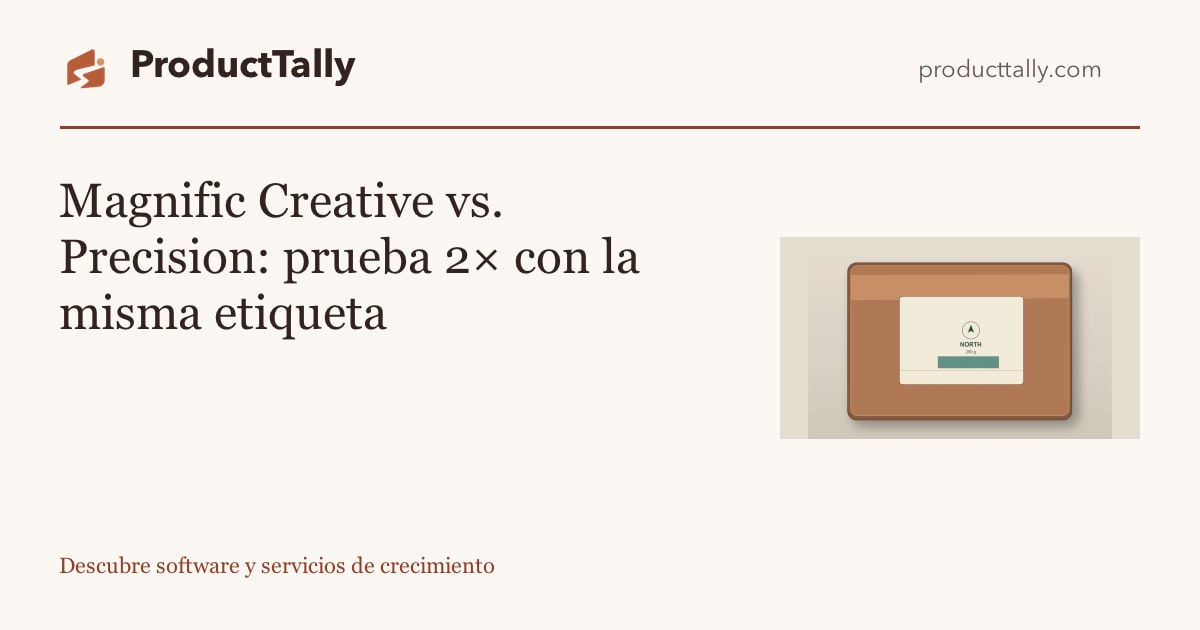 ProductTally
producttally.com
Magnific Creative vs.
Precision: prueba 2× con la
misma etiqueta
NORTH
250 g
Descubre software y servicios de crecimiento